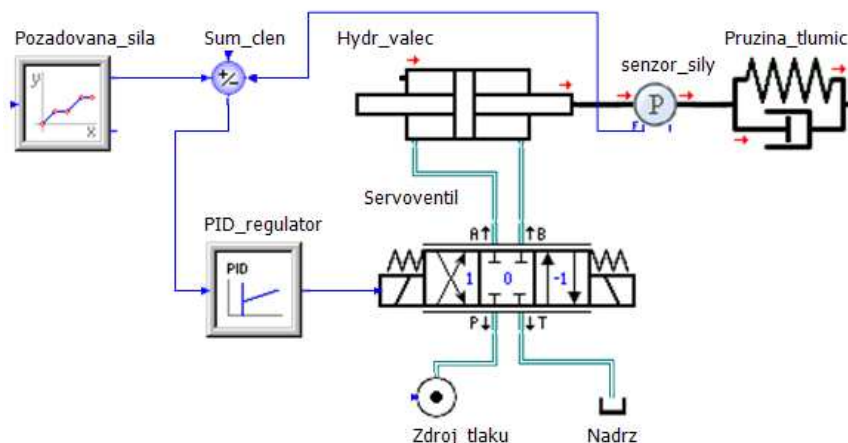 Pozadovana_sila
Sum_clen
Hydr_valec
Pruzina_tlumic
senzor_sily
y
x
+/-
P
F
Servoventil
PID_regulator
A B
PID
1 0 -1
P T
Zdroj_tlaku
Nadrz